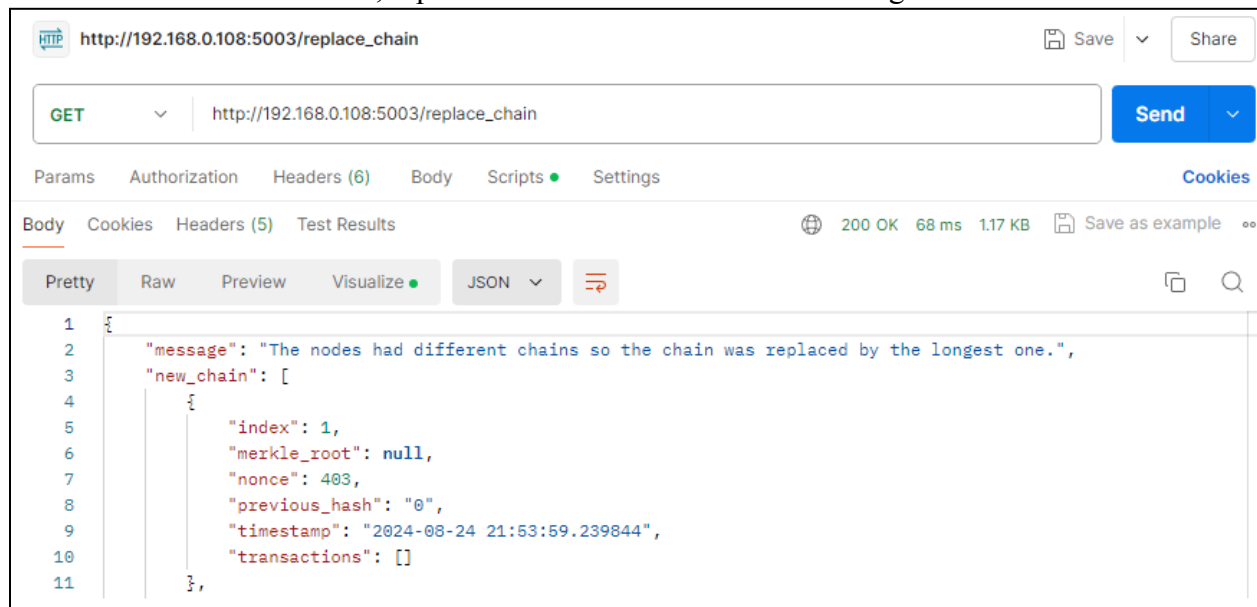 HTTP http://192.168.0.108:5003/replace_chain Save Share
GET http://192.168.0.108:5003/replace_chain Send
Params Authorization Headers (6) Body Scripts Settings Cookies
Body Cookies Headers (5) Test Results 200 OK 68 ms 1.17 KB Save as example
Pretty Raw Preview Visualize JSON
1 {
2 "message": "The nodes had different chains so the chain was replaced by the longest one.",
3 "new_chain": [
4 {
5 "index": 1,
6 "merkle_root": null,
7 "nonce": 403,
8 "previous_hash": "0",
9 "timestamp": "2024-08-24 21:53:59.239844",
10 "transactions": []
11 },